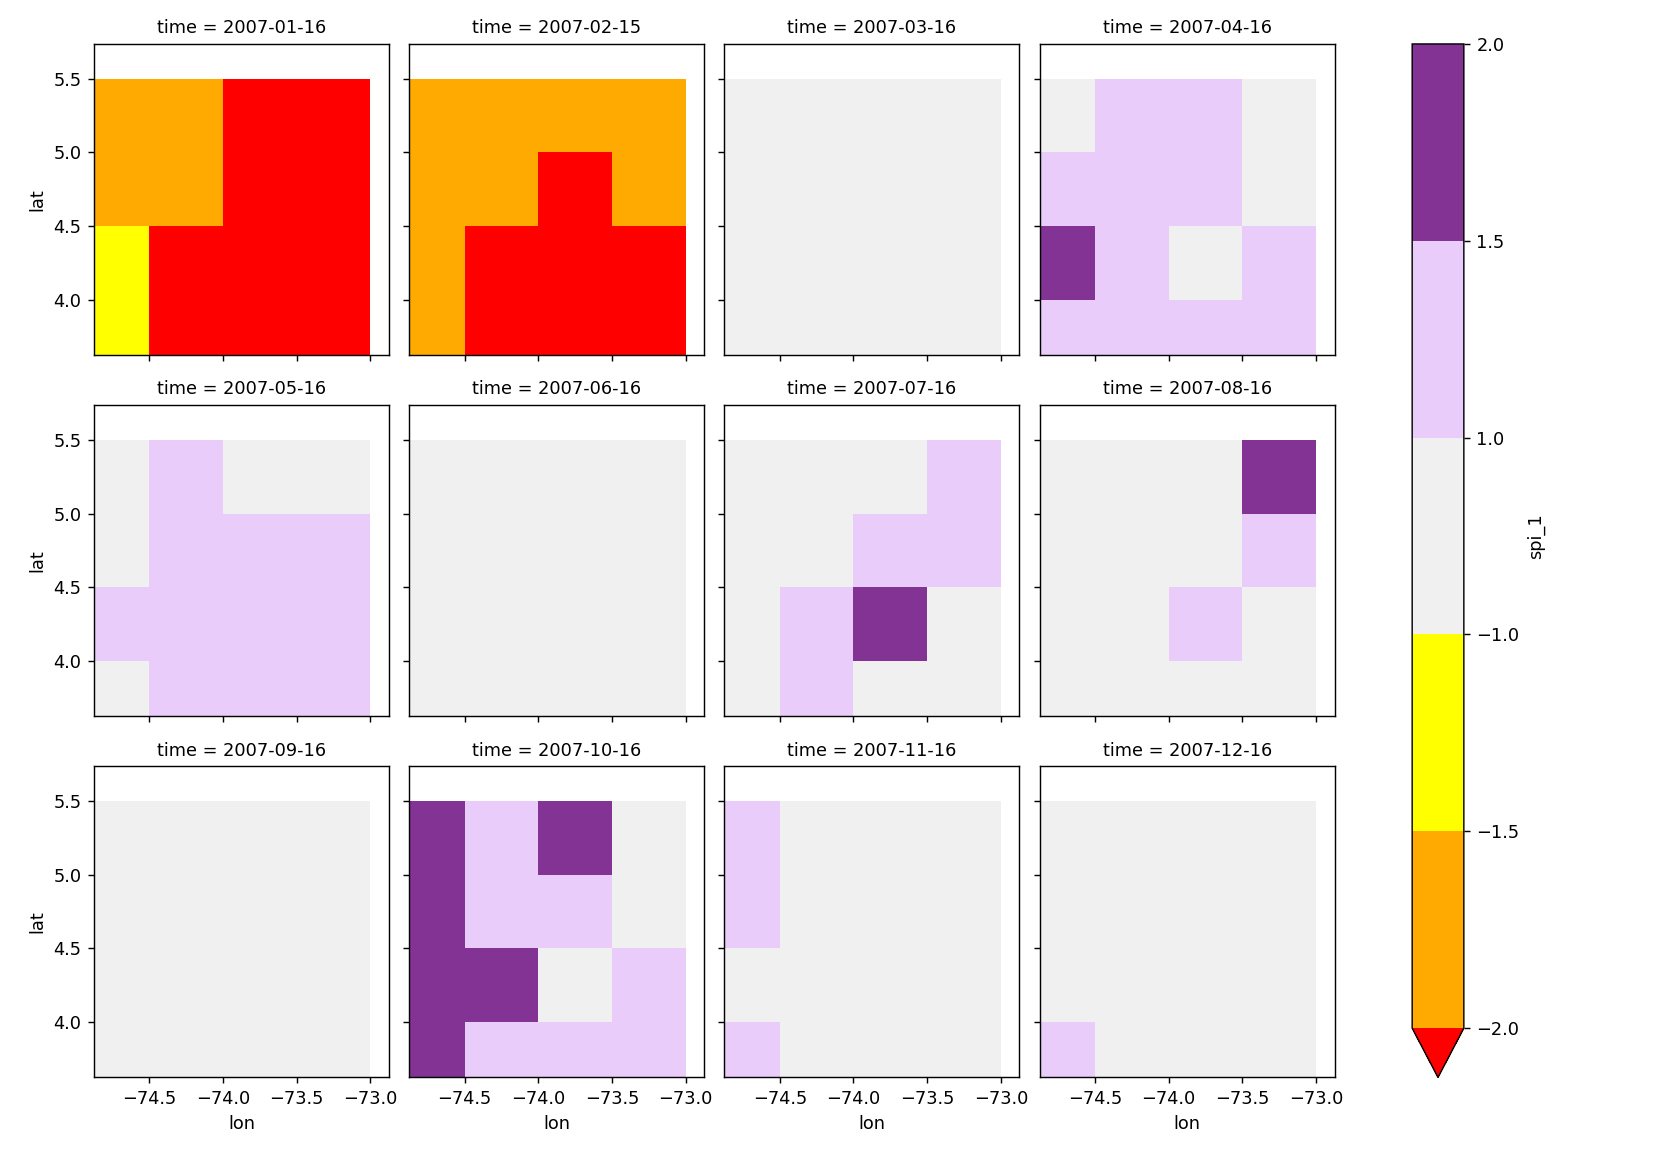 time = 2007-01-16
time = 2007-02-15
time = 2007-03-16
time = 2007-04-16
5.5
5.0
4.5
4.0
lat
time = 2007-05-16
time = 2007-06-16
time = 2007-07-16
time = 2007-08-16
5.5
5.0
4.5
4.0
lat
time = 2007-09-16
time = 2007-10-16
time = 2007-11-16
time = 2007-12-16
5.5
5.0
4.5
4.0
lat
−74.5 −74.0 −73.5 −73.0
−74.5 −74.0 −73.5 −73.0
−74.5 −74.0 −73.5 −73.0
−74.5 −74.0 −73.5 −73.0
lon
lon
lon
lon
2.0
1.5
1.0
−1.0
−1.5
−2.0
spi_1